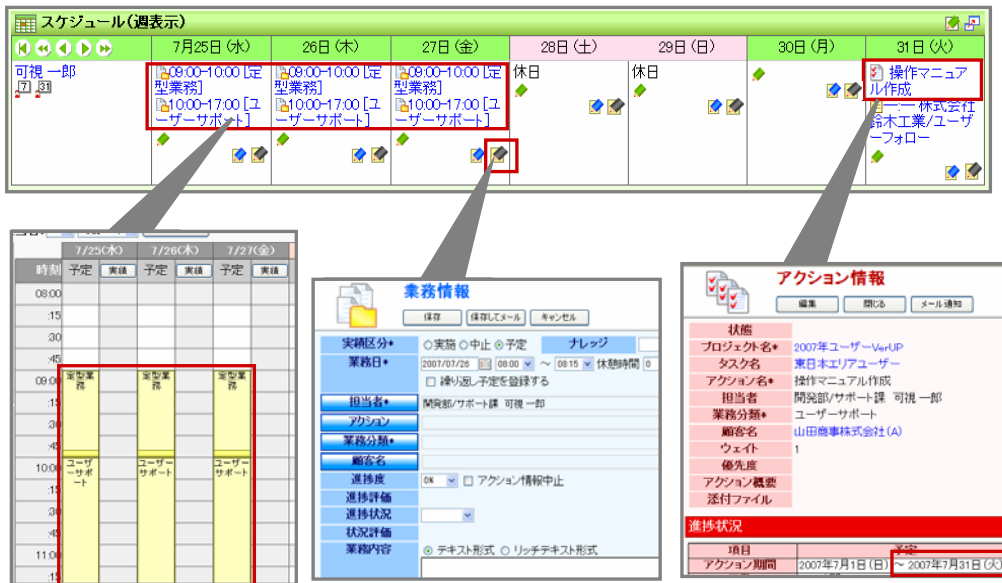 スケジュール(週表示)
7月25日(水) 26日(木) 27日(金) 28日(土) 29日(日) 30日(月) 31日(火)
可視 一郎
7 31
09:00-10:00 [定型業務]
10:00-17:00 [ユーザーサポート]
09:00-10:00 [定型業務]
10:00-17:00 [ユーザーサポート]
09:00-10:00 [定型業務]
10:00-17:00 [ユーザーサポート]
休日
休日
操作マニュアル作成
--:-- 株式会社鈴木工業/ユーザーフォロー
7/25(水) 7/26(木) 7/27(金)
時刻 予定 実績 予定 実績 予定 実績
08:00
:15
:30
:45
09:00 定型業務 定型業務 定型業務
:15
:30
:45
10:00 ユーザーサポート ユーザーサポート ユーザーサポート
:15
:30
:45
11:00
:15
業務情報
保存 保存してメール キャンセル
実績区分* ○実施 ○中止 ⊙予定 ナレッジ
業務日* 2007/07/26 08:00 ~ 08:15 休憩時間 0
繰り返し予定を登録する
担当者* 開発部/サポート課 可視 一郎
アクション
業務分類*
顧客名
進捗度 0% アクション情報中止
進捗評価
進捗状況
状況評価
業務内容 ⊙ テキスト形式 ○ リッチテキスト形式
アクション情報
編集 閉じる メール通知
状態
プロジェクト名* 2007年ユーザーVerUP
タスク名 東日本エリアユーザー
アクション名* 操作マニュアル作成
担当者 開発部/サポート課 可視 一郎
業務分類* ユーザーサポート
顧客名 山田商事株式会社(A)
ウェイト 1
優先度
アクション概要
添付ファイル
進捗状況
項目 予定
アクション期間 2007年7月1日(日) ~ 2007年7月31日(火)